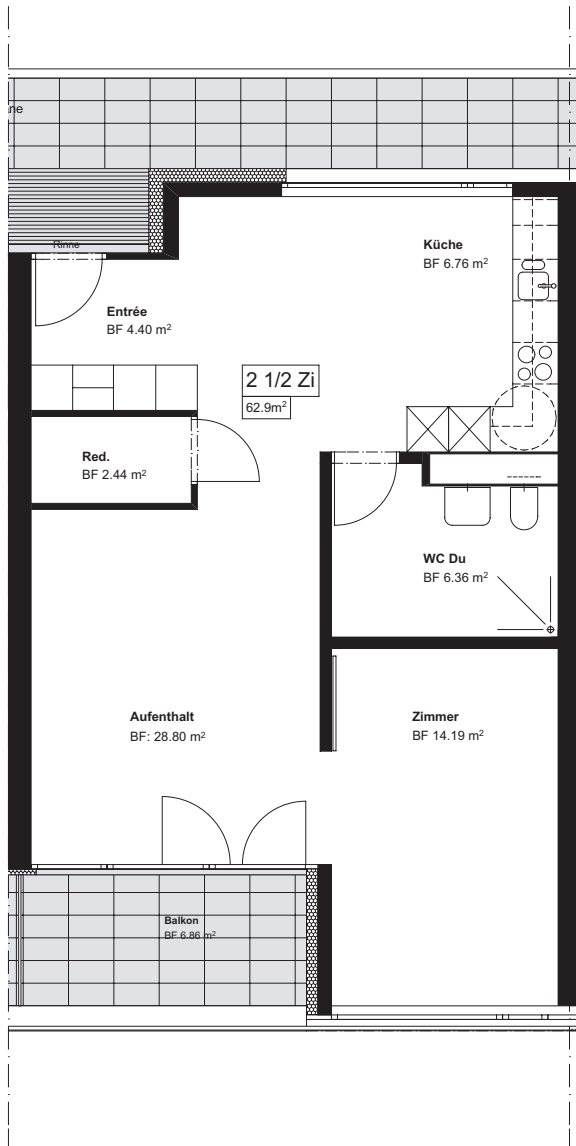 Rinne
Küche
BF 6.76 m²
Entrée
BF 4.40 m²
2 1/2 Zi
62.9m²
Red.
BF 2.44 m²
WC Du
BF 6.36 m²
Aufenthalt
BF: 28.80 m²
Zimmer
BF 14.19 m²
Balkon
BF 6.86 m²